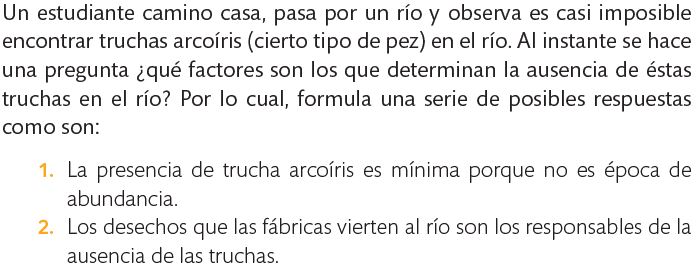 Un estudiante camino casa, pasa por un río y observa es casi imposible
encontrar truchas arcoíris (cierto tipo de pez) en el río. Al instante se hace
una pregunta ¿qué factores son los que determinan la ausencia de éstas
truchas en el río? Por lo cual, formula una serie de posibles respuestas
como son:
1. La presencia de trucha arcoíris es mínima porque no es época de
abundancia.
2. Los desechos que las fábricas vierten al río son los responsables de la
ausencia de las truchas.